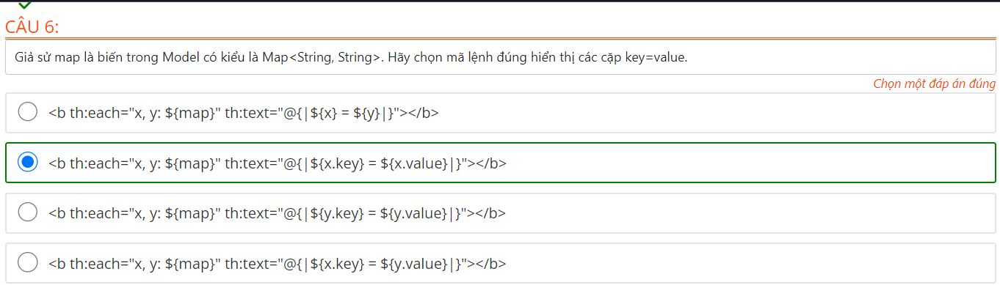 CÂU 6:
Giả sử map là biến trong Model có kiểu là Map<String, String>. Hãy chọn mã lệnh đúng hiển thị các cặp key=value.
Chọn một đáp án đúng
<b th:each="x, y: ${map}" th:text="@{|${x} = ${y}|}"></b>
<b th:each="x, y: ${map}" th:text="@{|${x.key} = ${x.value}|}"></b>
<b th:each="x, y: ${map}" th:text="@{|${y.key} = ${y.value}|}"></b>
<b th:each="x, y: ${map}" th:text="@{|${x.key} = ${y.value}|}"></b>